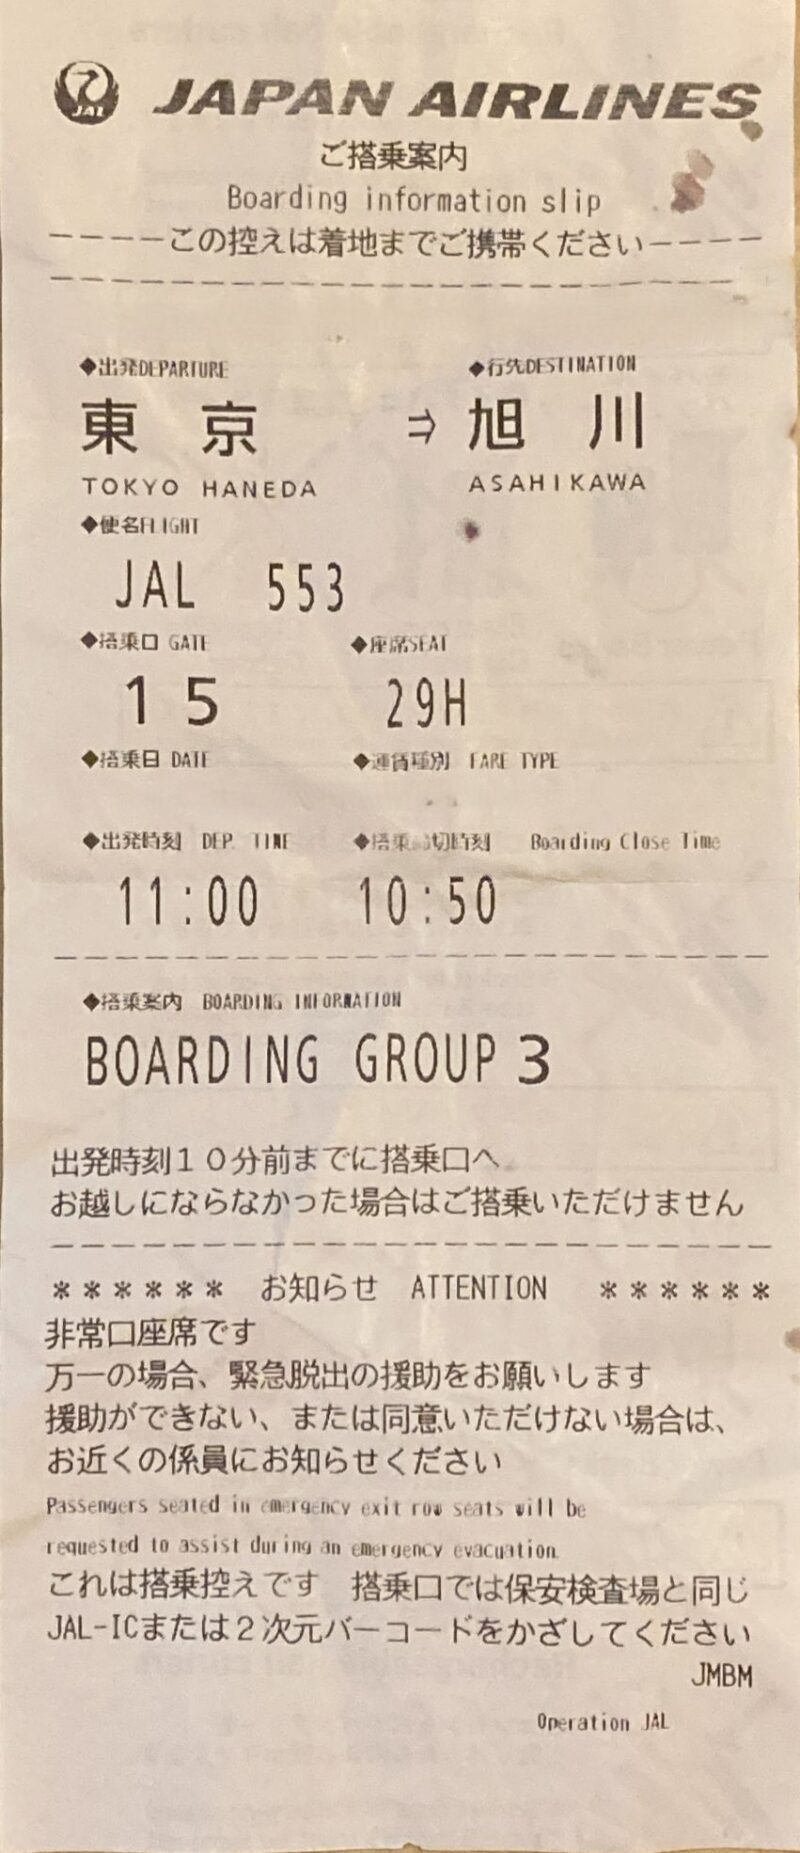 JAL JAPAN AIRLINES
ご搭乗案内
Boarding information slip
----この控えは着地までご携帯ください----
◆出発DEPARTURE ◆行先DESTINATION
東 京 ⇒ 旭 川
TOKYO HANEDA ASAHIKAWA
◆便名FLIGHT
JAL 553
◆搭乗口 GATE ◆座席SEAT
15 29H
◆搭乗日 DATE ◆運賃種別 FARE TYPE
◆出発時刻 DEP. TIME ◆搭乗締切時刻 Boarding Close Time
11:00 10:50
◆搭乗案内 BOARDING INFORMATION
BOARDING GROUP 3
出発時刻10分前までに搭乗口へ
お越しにならなかった場合はご搭乗いただけません
****** お知らせ ATTENTION ******
非常口座席です
万一の場合、緊急脱出の援助をお願いします
援助ができない、または同意いただけない場合は、
お近くの係員にお知らせください
Passengers seated in emergency exit row seats will be
requested to assist during an emergency evacuation.
これは搭乗控えです 搭乗口では保安検査場と同じ
JAL-ICまたは2次元バーコードをかざしてください
JMBM
Operation JAL